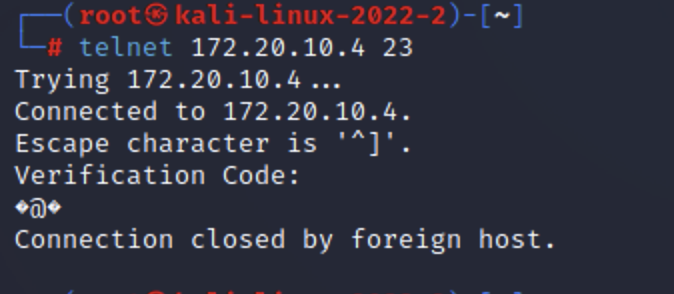 ┌──(root㉿kali-linux-2022-2)-[~]
└─# telnet 172.20.10.4 23
Trying 172.20.10.4 ...
Connected to 172.20.10.4.
Escape character is '^]'.
Verification Code:
�@�
Connection closed by foreign host.